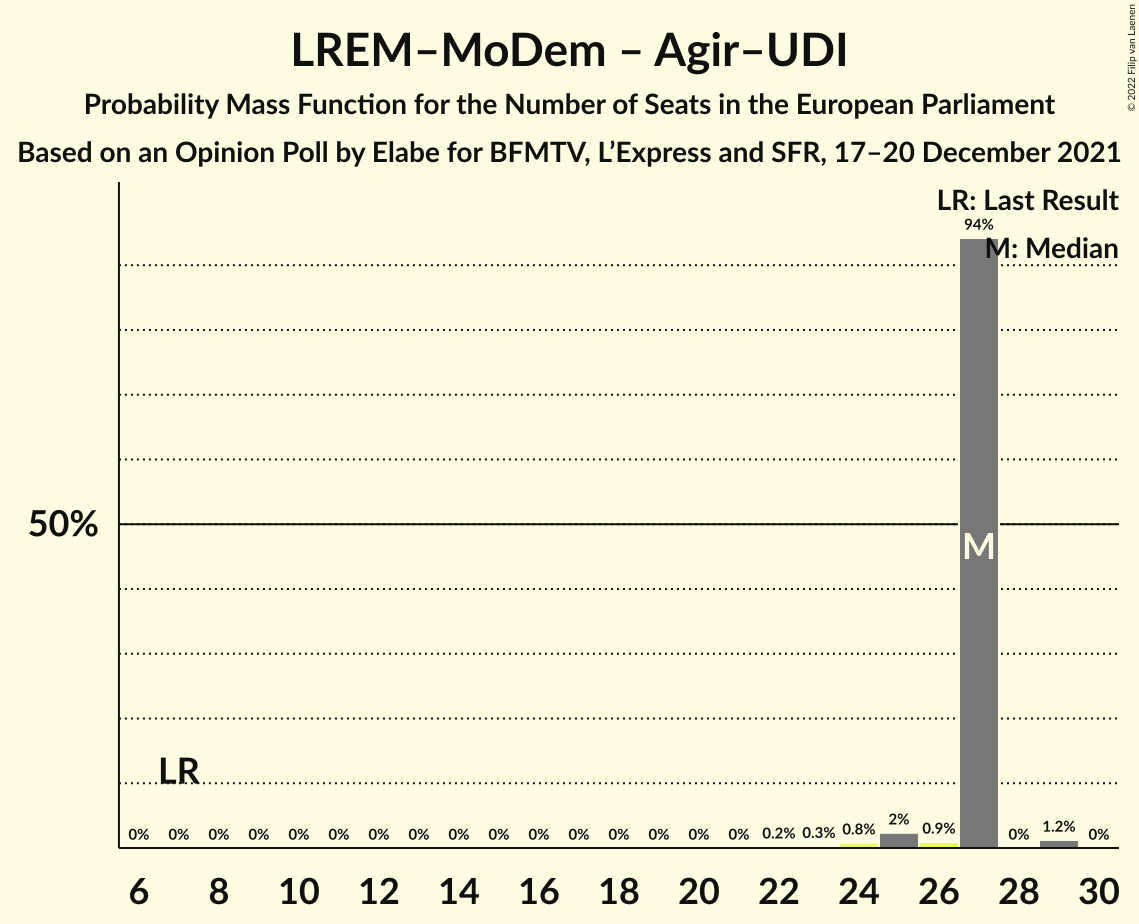 LREM–MoDem – Agir–UDI
Probability Mass Function for the Number of Seats in the European Parliament
Based on an Opinion Poll by Elabe for BFMTV, L’Express and SFR, 17–20 December 2021
© 2022 Filip van Laenen
LR: Last Result
94%
M: Median
50%
M
LR
0% 0% 0% 0% 0% 0% 0% 0% 0% 0% 0% 0% 0% 0% 0% 0% 0.2% 0.3% 0.8% 2% 0.9% 0% 1.2% 0%
6 8 10 12 14 16 18 20 22 24 26 28 30